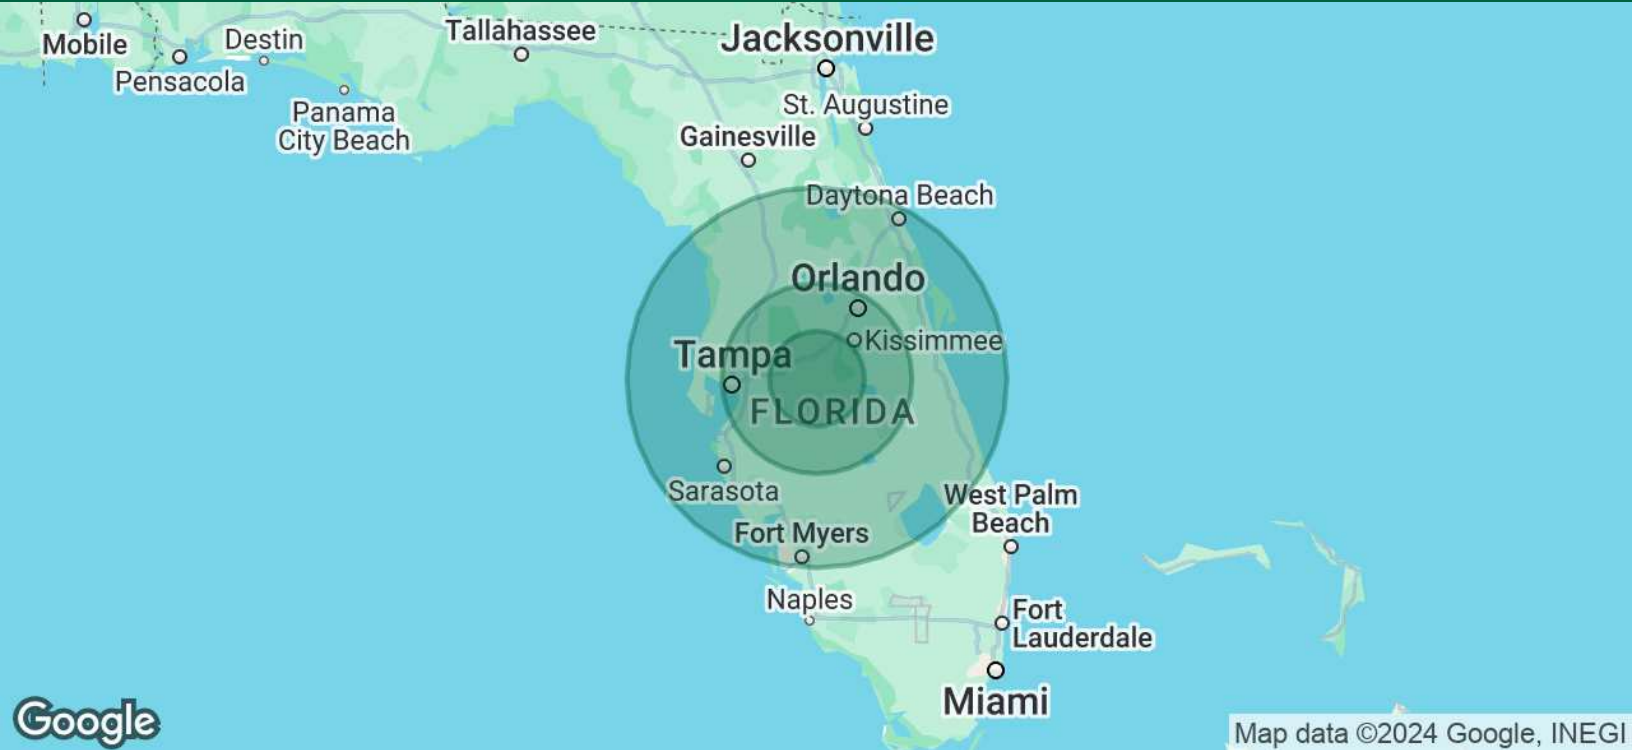 Mobile
Pensacola
Destin
Panama
City Beach
Tallahassee
Jacksonville
St. Augustine
Gainesville
Daytona Beach
Orlando
Kissimmee
Tampa
FLORIDA
Sarasota
West Palm
Beach
Fort Myers
Naples
Fort
Lauderdale
Miami
Google
Map data ©2024 Google, INEGI